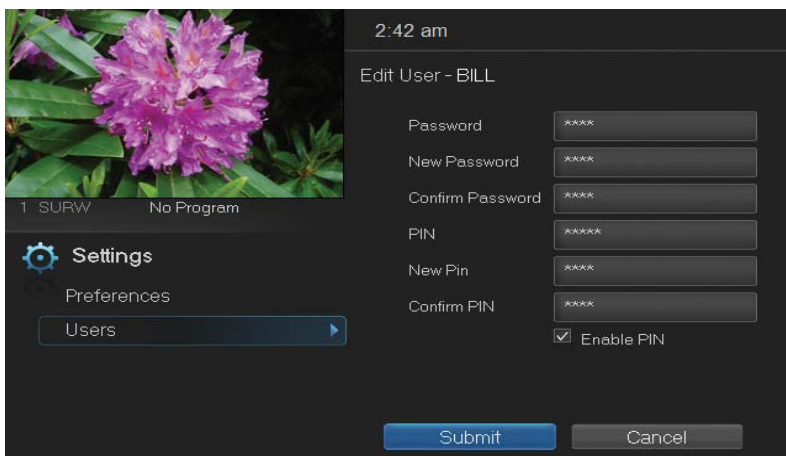 2:42 am
Edit User - BILL
Password ****
New Password ****
Confirm Password ****
PIN *****
New Pin ****
Confirm PIN ****
Enable PIN
1 SURW No Program
Settings
Preferences
Users
Submit Cancel